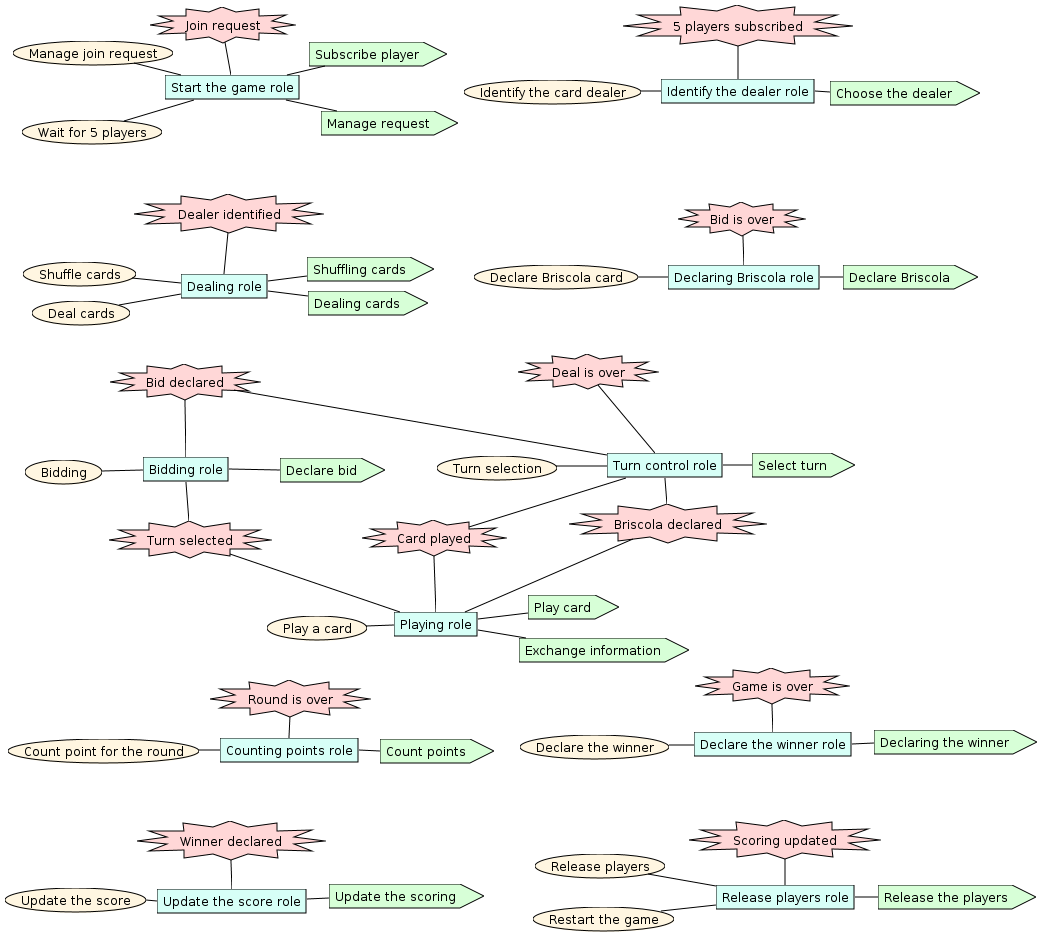 Join request
Manage join request
Subscribe player
Start the game role
Manage request
Wait for 5 players
5 players subscribed
Identify the card dealer
Identify the dealer role
Choose the dealer
Dealer identified
Shuffle cards
Shuffling cards
Dealing role
Deal cards
Dealing cards
Bid is over
Declare Briscola card
Declaring Briscola role
Declare Briscola
Bid declared
Deal is over
Bidding
Bidding role
Declare bid
Turn selection
Turn control role
Select turn
Turn selected
Card played
Briscola declared
Play a card
Playing role
Play card
Exchange information
Round is over
Count point for the round
Counting points role
Count points
Game is over
Declare the winner
Declare the winner role
Declaring the winner
Winner declared
Update the score
Update the score role
Update the scoring
Scoring updated
Release players
Release players role
Release the players
Restart the game